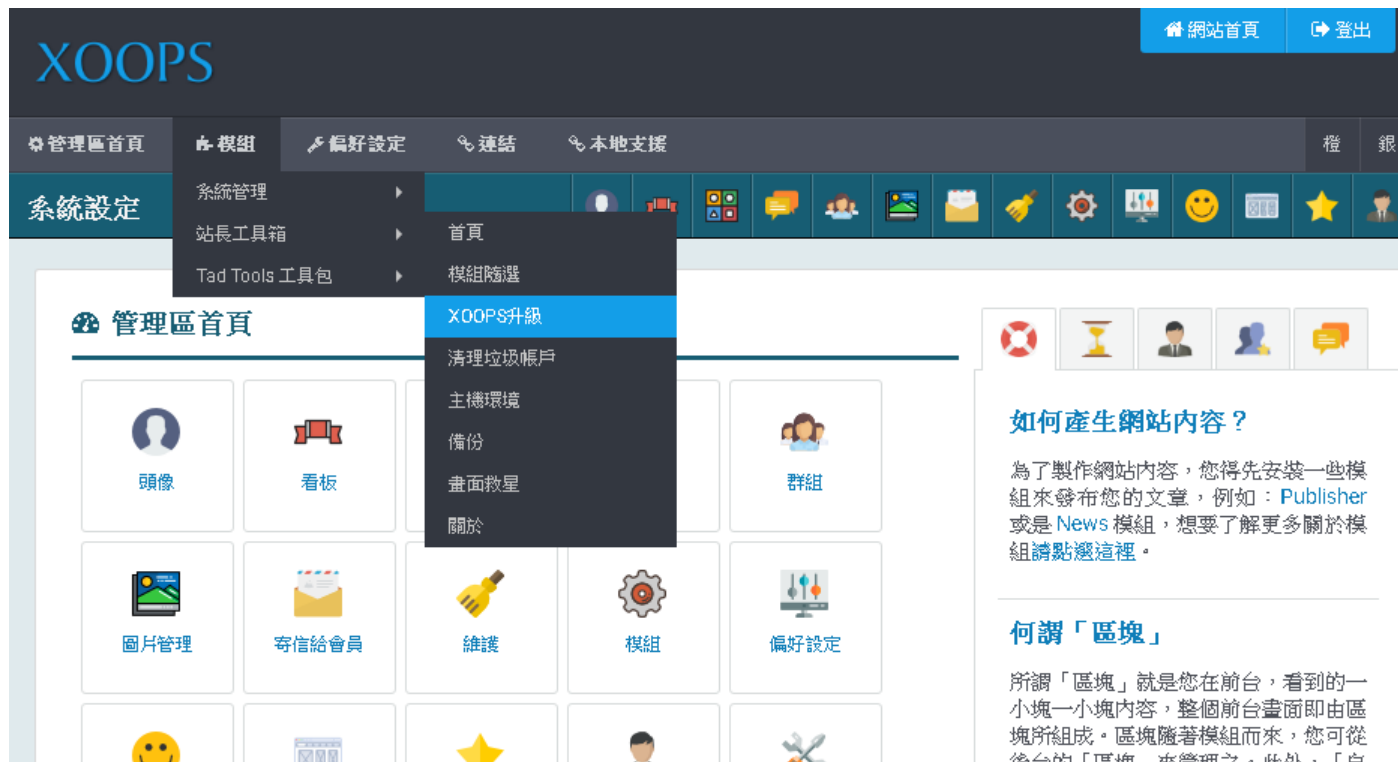 XOOPS
網站首頁
登出
管理區首頁
模組
偏好設定
連結
本地支援
橙
銀
系統設定
系統管理
站長工具箱
Tad Tools 工具包
首頁
模組隨選
XOOPS升級
清理垃圾帳戶
主機環境
備份
畫面救星
關於
管理區首頁
頭像
看板
群組
圖片管理
寄信給會員
維護
模組
偏好設定
如何產生網站內容？
為了製作網站內容，您得先安裝一些模
組來發布您的文章，例如：Publisher
或是 News 模組，想要了解更多關於模
組請點選這裡。
何謂「區塊」
所謂「區塊」就是您在前台，看到的一
小塊一小塊內容，整個前台畫面即由區
塊所組成。區塊隨著模組而來，您可從